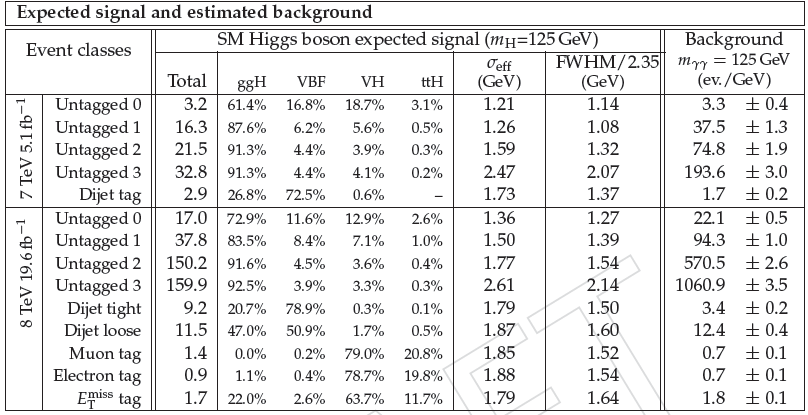 Expected signal and estimated background
Event classes SM Higgs boson expected signal (mH=125 GeV) Background
σeff FWHM/2.35 mγγ = 125 GeV
Total ggH VBF VH ttH (GeV) (GeV) (ev./GeV)
7 TeV 5.1 fb⁻¹
Untagged 0 3.2 61.4% 16.8% 18.7% 3.1% 1.21 1.14 3.3 ± 0.4
Untagged 1 16.3 87.6% 6.2% 5.6% 0.5% 1.26 1.08 37.5 ± 1.3
Untagged 2 21.5 91.3% 4.4% 3.9% 0.3% 1.59 1.32 74.8 ± 1.9
Untagged 3 32.8 91.3% 4.4% 4.1% 0.2% 2.47 2.07 193.6 ± 3.0
Dijet tag 2.9 26.8% 72.5% 0.6% – 1.73 1.37 1.7 ± 0.2
8 TeV 19.6 fb⁻¹
Untagged 0 17.0 72.9% 11.6% 12.9% 2.6% 1.36 1.27 22.1 ± 0.5
Untagged 1 37.8 83.5% 8.4% 7.1% 1.0% 1.50 1.39 94.3 ± 1.0
Untagged 2 150.2 91.6% 4.5% 3.6% 0.4% 1.77 1.54 570.5 ± 2.6
Untagged 3 159.9 92.5% 3.9% 3.3% 0.3% 2.61 2.14 1060.9 ± 3.5
Dijet tight 9.2 20.7% 78.9% 0.3% 0.1% 1.79 1.50 3.4 ± 0.2
Dijet loose 11.5 47.0% 50.9% 1.7% 0.5% 1.87 1.60 12.4 ± 0.4
Muon tag 1.4 0.0% 0.2% 79.0% 20.8% 1.85 1.52 0.7 ± 0.1
Electron tag 0.9 1.1% 0.4% 78.7% 19.8% 1.88 1.54 0.7 ± 0.1
ETmiss tag 1.7 22.0% 2.6% 63.7% 11.7% 1.79 1.64 1.8 ± 0.1